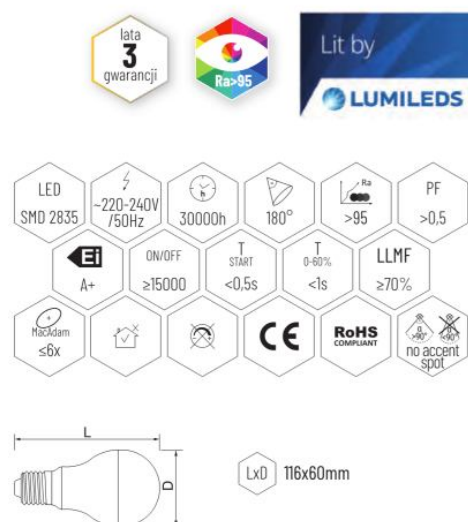 lata
3
gwarancji
Ra>95
Lit by
LUMILEDS
LED
SMD 2835
~220-240V
/50Hz
h
30000h
180°
Ra
>95
PF
>0,5
Ei
A+
ON/OFF
≥15000
T
START
<0,5s
T
0-60%
<1s
LLMF
≥70%
MacAdam
≤6x
CE
RoHS
COMPLIANT
α
>90°
α
<90°
no accent
spot
L
D
LxD
116x60mm